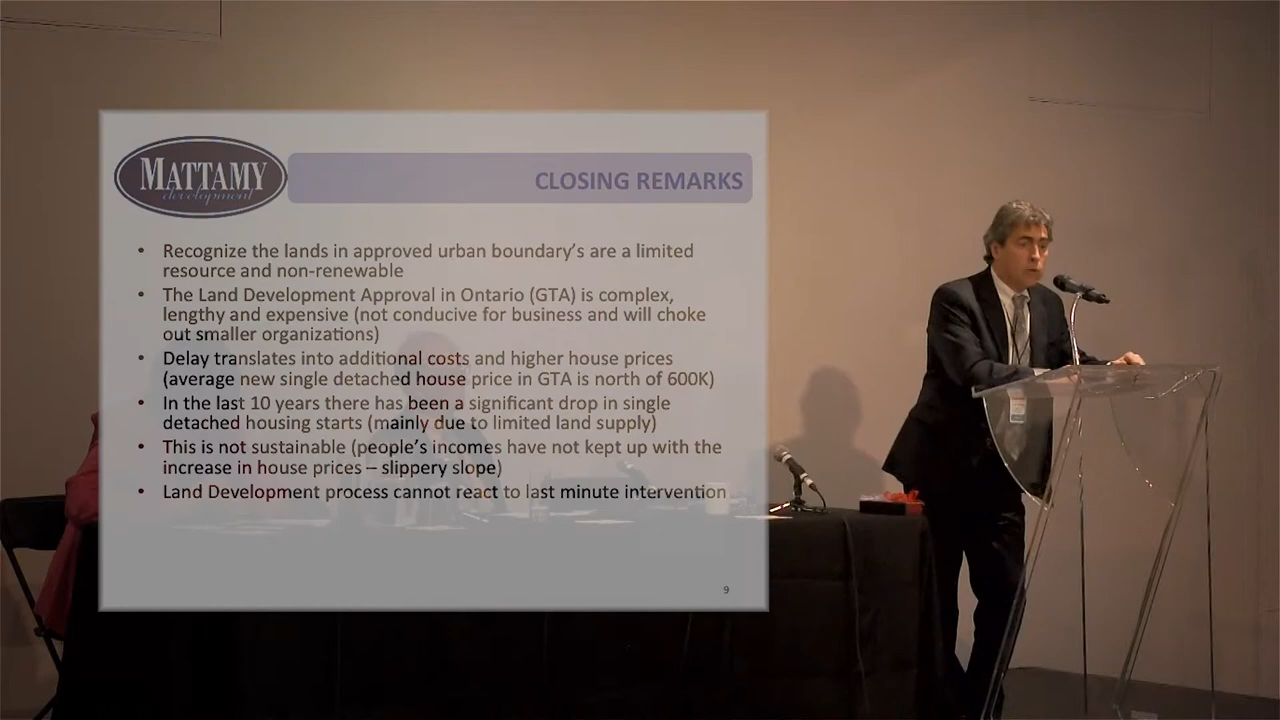 MATTAMY
development
CLOSING REMARKS
• Recognize the lands in approved urban boundary's are a limited
resource and non-renewable
• The Land Development Approval in Ontario (GTA) is complex,
lengthy and expensive (not conducive for business and will choke
out smaller organizations)
• Delay translates into additional costs and higher house prices
(average new single detached house price in GTA is north of 600K)
• In the last 10 years there has been a significant drop in single
detached housing starts (mainly due to limited land supply)
• This is not sustainable (people's incomes have not kept up with the
increase in house prices – slippery slope)
• Land Development process cannot react to last minute intervention
9